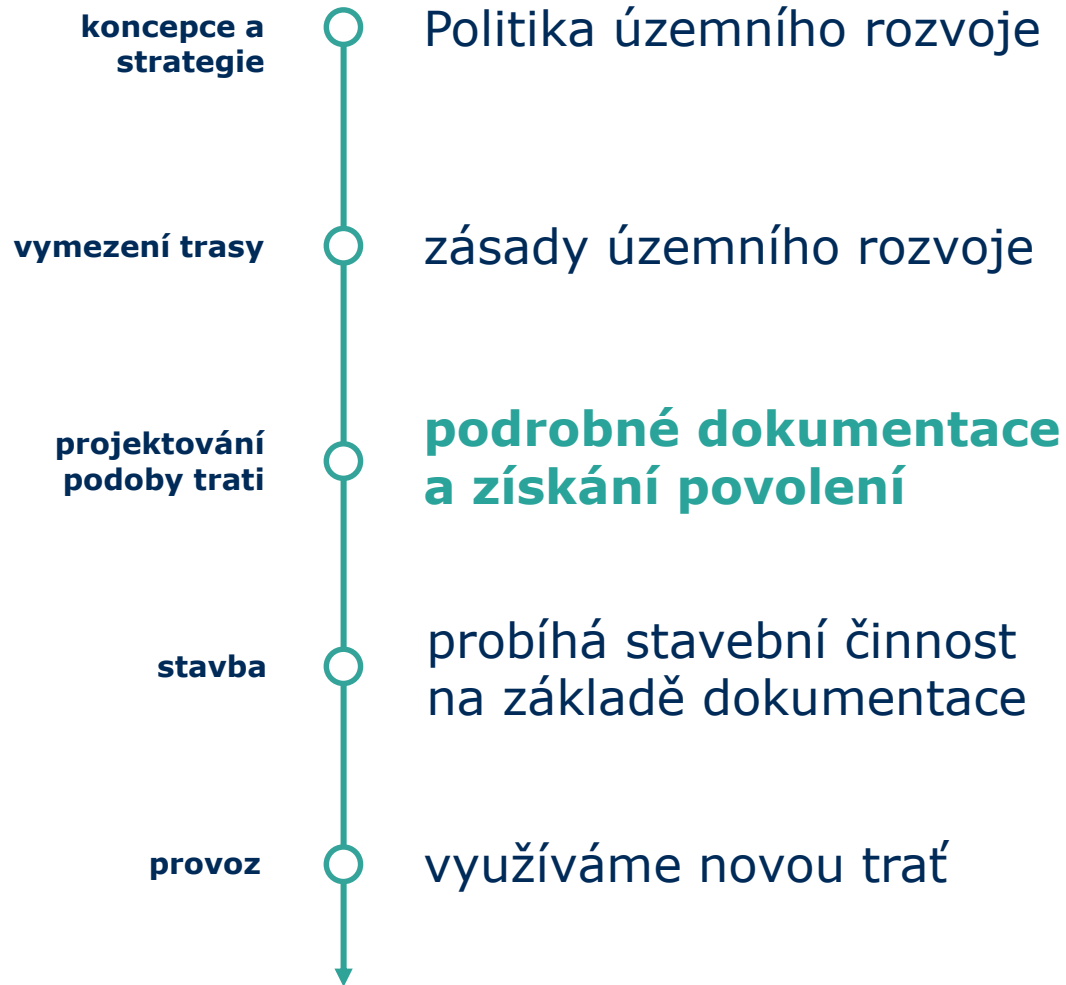 koncepce a
strategie
Politika územního rozvoje
vymezení trasy
zásady územního rozvoje
projektování
podoby trati
podrobné dokumentace
a získání povolení
stavba
probíhá stavební činnost
na základě dokumentace
provoz
využíváme novou trať